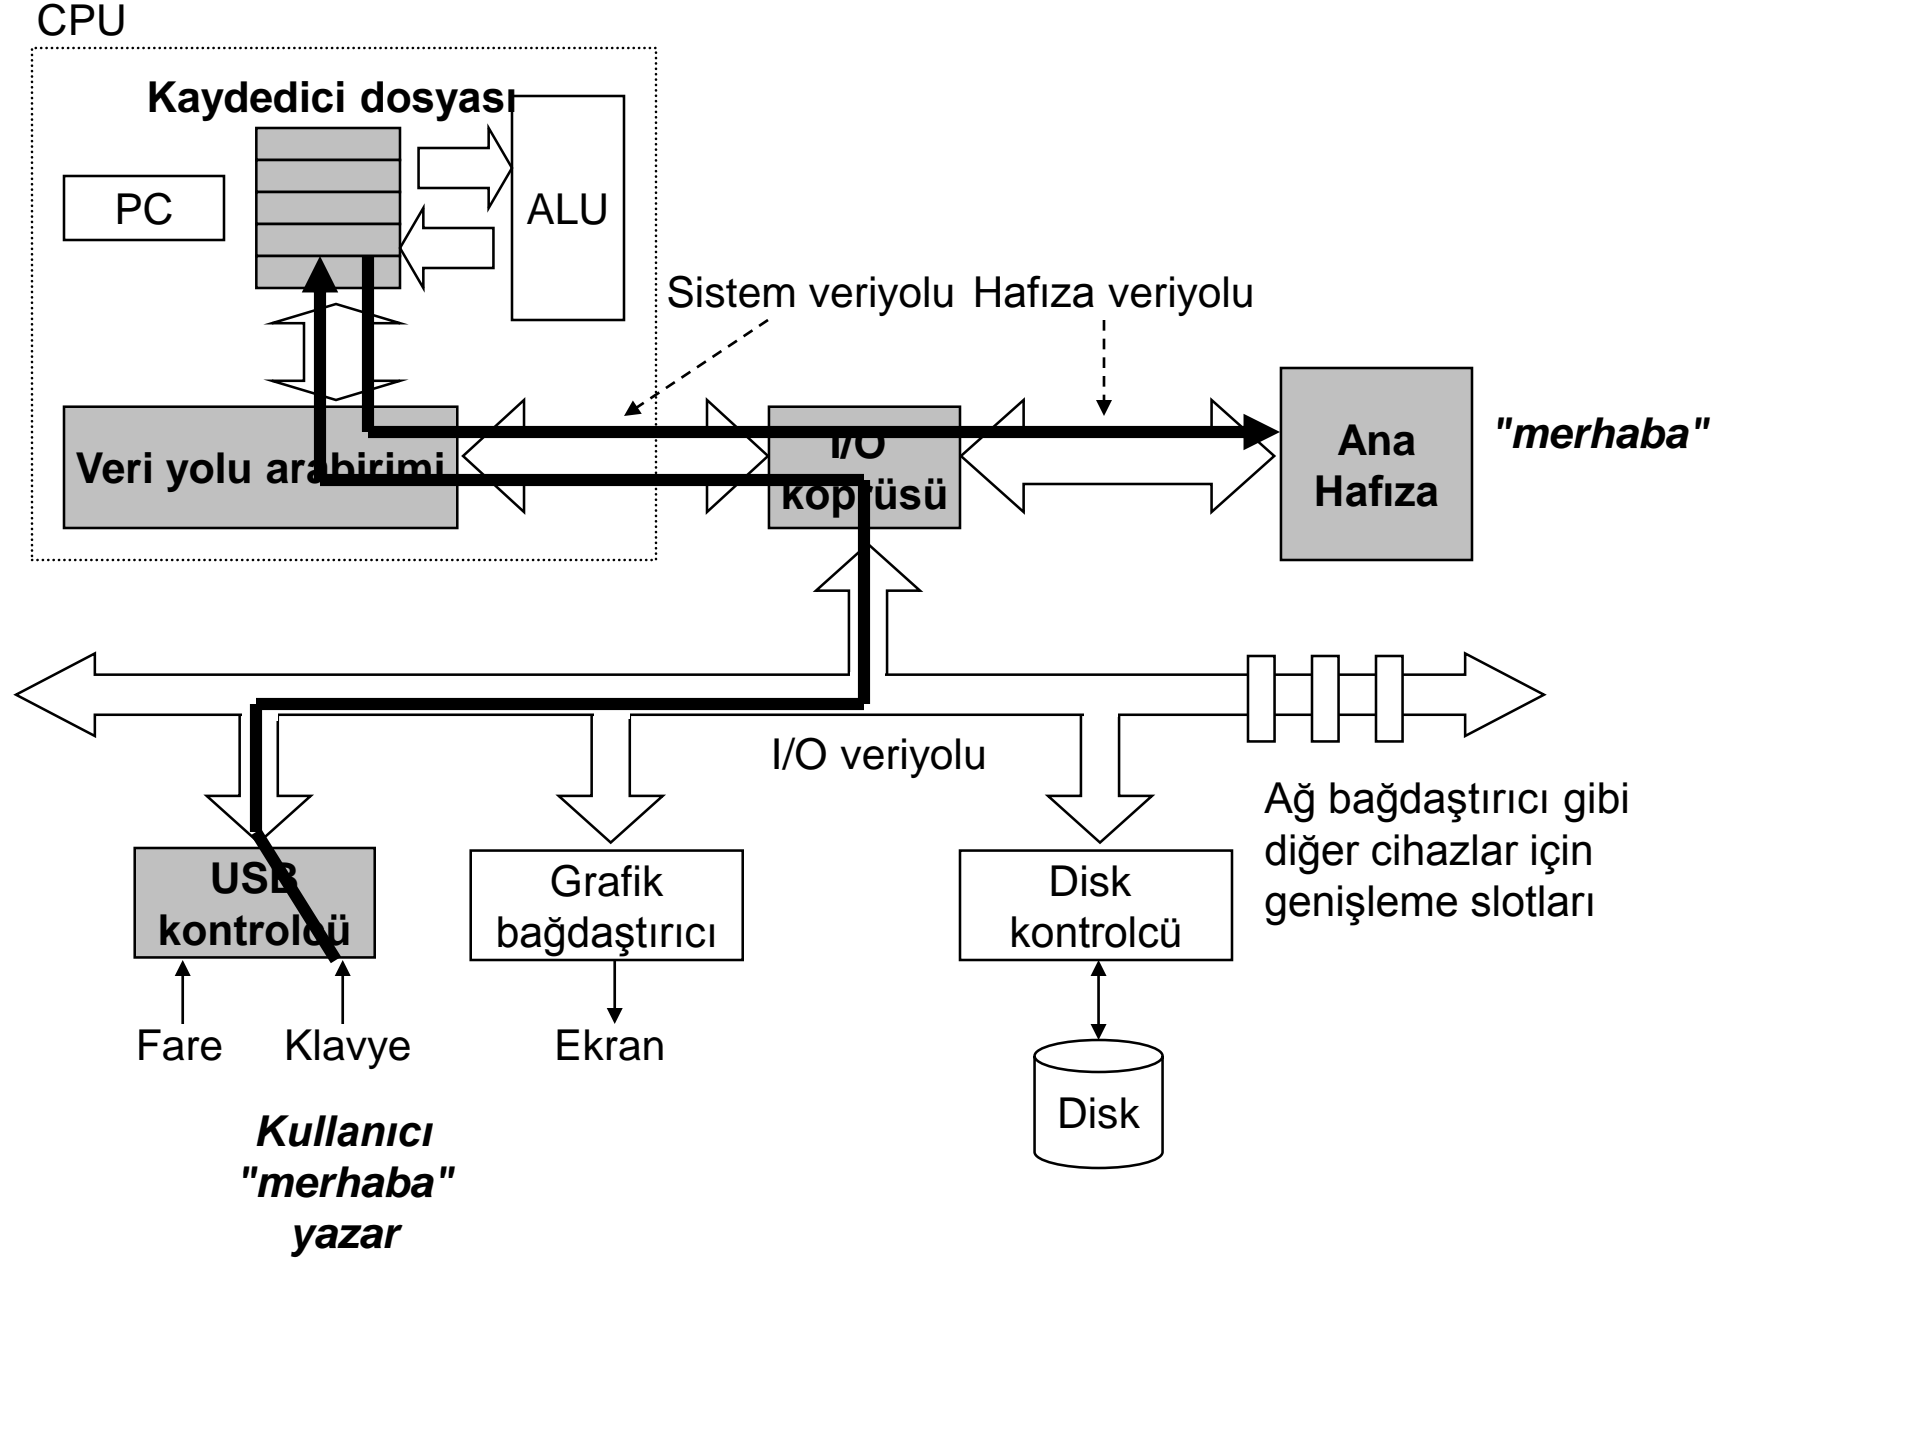 CPU
Kaydedici dosyası
PC
ALU
Sistem veriyolu
Hafıza veriyolu
Veri yolu arabirimi
I/O
köprüsü
Ana
Hafıza
"merhaba"
I/O veriyolu
Ağ bağdaştırıcı gibi
diğer cihazlar için
genişleme slotları
USB
kontrolcü
Grafik
bağdaştırıcı
Disk
kontrolcü
Fare
Klavye
Ekran
Disk
Kullanıcı
"merhaba"
yazar